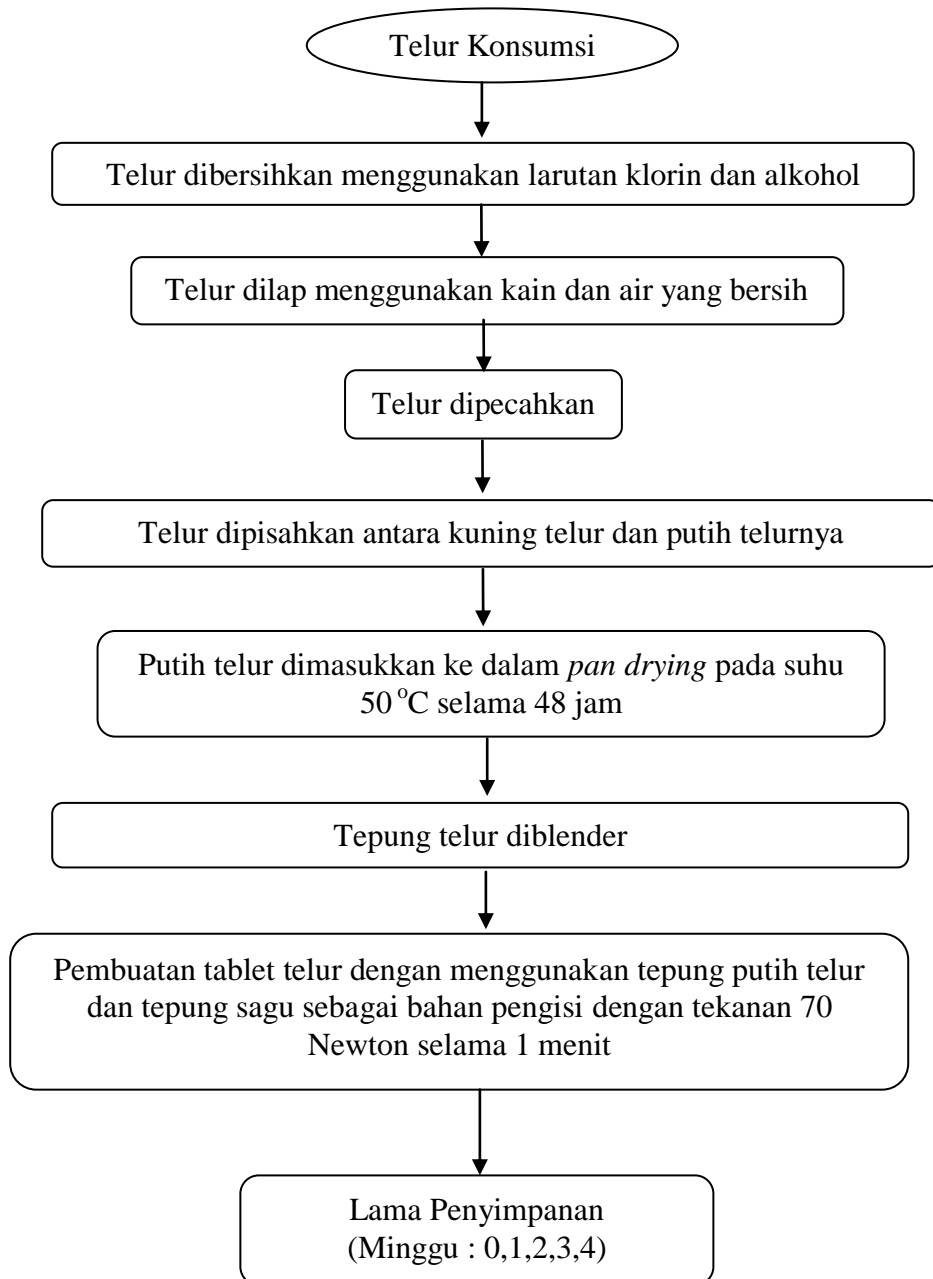 Telur Konsumsi
Telur dibersihkan menggunakan larutan klorin dan alkohol
Telur dilap menggunakan kain dan air yang bersih
Telur dipecahkan
Telur dipisahkan antara kuning telur dan putih telurnya
Putih telur dimasukkan ke dalam pan drying pada suhu
50 °C selama 48 jam
Tepung telur diblender
Pembuatan tablet telur dengan menggunakan tepung putih telur
dan tepung sagu sebagai bahan pengisi dengan tekanan 70
Newton selama 1 menit
Lama Penyimpanan
(Minggu : 0,1,2,3,4)